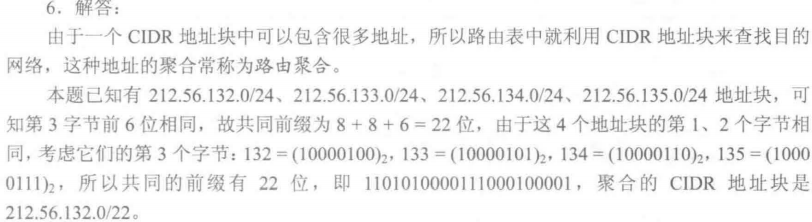 6．解答：
由于一个 CIDR 地址块中可以包含很多地址，所以路由表中就利用 CIDR 地址块来查找目的
网络，这种地址的聚合常称为路由聚合。
本题已知有 212.56.132.0/24、212.56.133.0/24、212.56.134.0/24、212.56.135.0/24 地址块，可
知第 3 字节前 6 位相同，故共同前缀为 8 + 8 + 6 = 22 位，由于这 4 个地址块的第 1、2 个字节相
同，考虑它们的第 3 个字节：132 = (10000100)₂，133 = (10000101)₂，134 = (10000110)₂，135 = (1000
0111)₂，所以共同的前缀有 22 位，即 1101010000111000100001，聚合的 CIDR 地址块是
212.56.132.0/22。